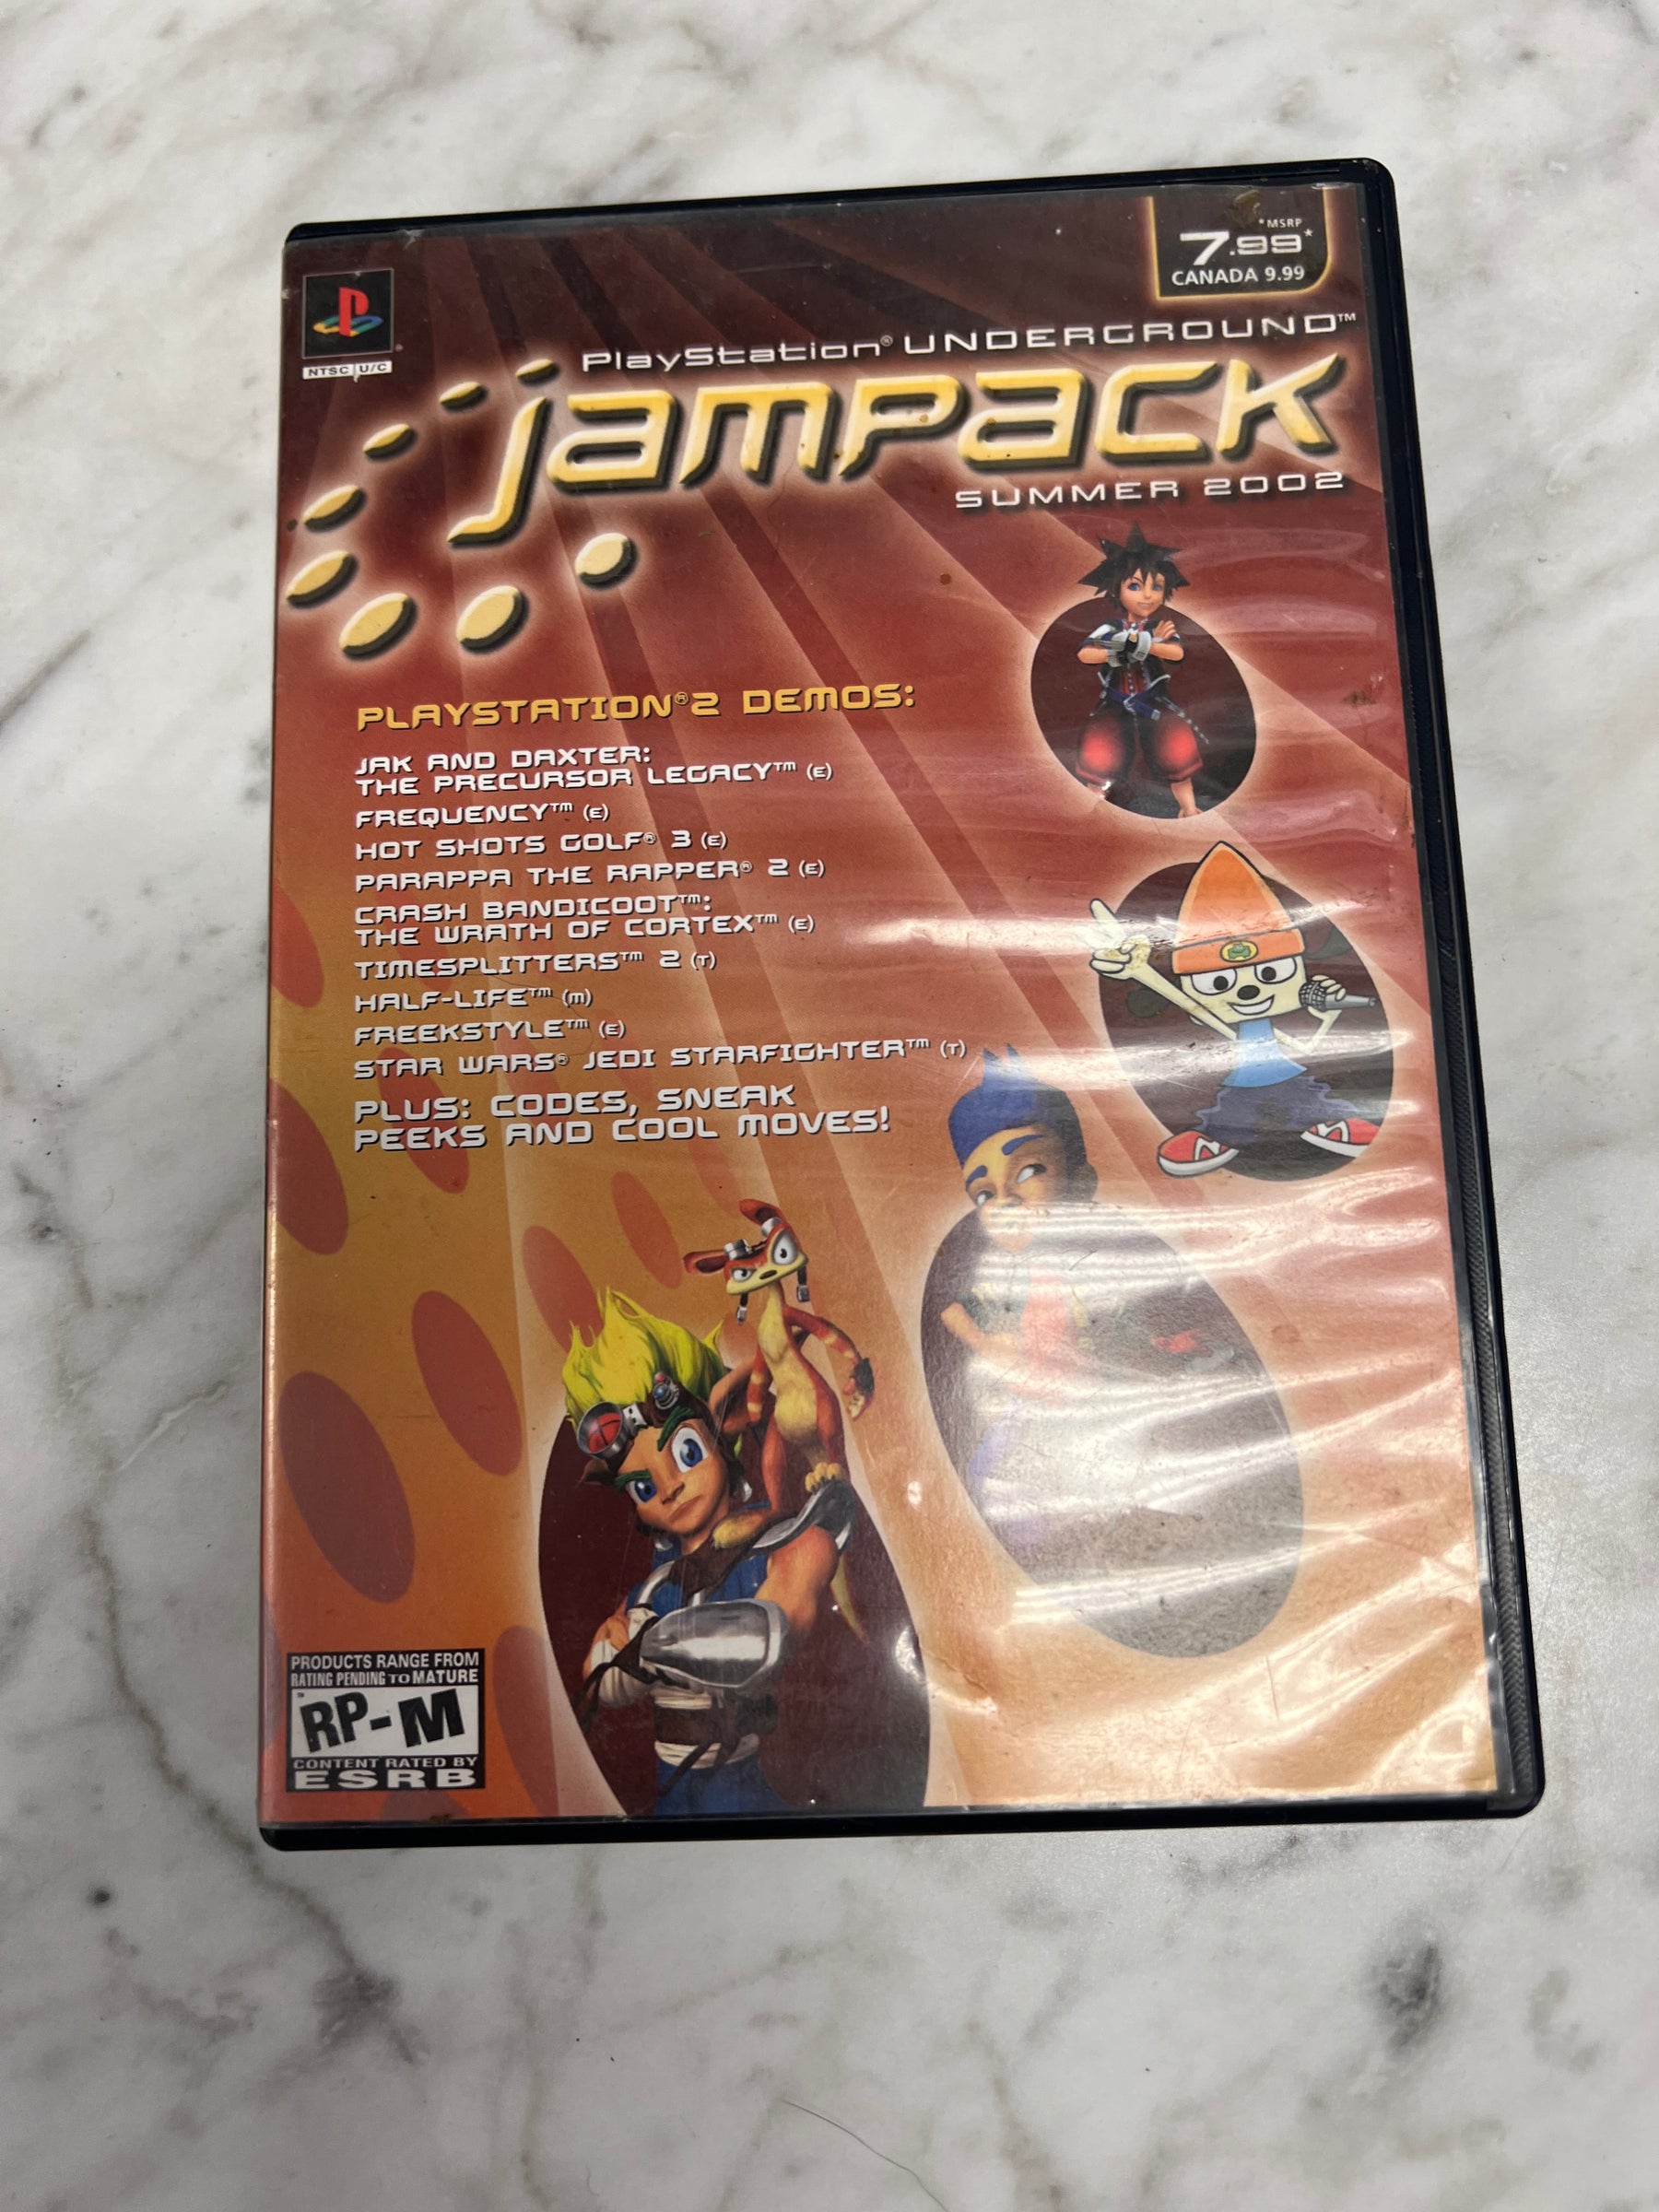 *MSRP
7.99*
CANADA 9.99
NTSC U/C
PlayStation® UNDERGROUND™
jampack
SUMMER 2002
PLAYSTATION®2 DEMOS:
JAK AND DAXTER:
THE PRECURSOR LEGACY™ (E)
FREQUENCY™ (E)
HOT SHOTS GOLF® 3 (E)
PARAPPA THE RAPPER® 2 (E)
CRASH BANDICOOT™:
THE WRATH OF CORTEX™ (E)
TIMESPLITTERS™ 2 (T)
HALF-LIFE™ (M)
FREEKSTYLE™ (E)
STAR WARS® JEDI STARFIGHTER™ (T)
PLUS: CODES, SNEAK
PEEKS AND COOL MOVES!
PRODUCTS RANGE FROM
RATING PENDING TO MATURE
RP-M
CONTENT RATED BY
ESRB